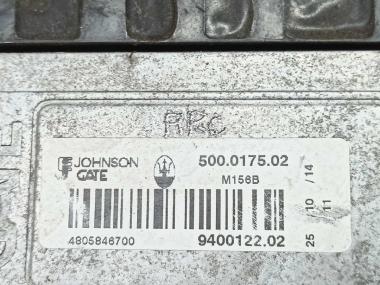 RRC
JOHNSON 500.0175.02
GATE M156B
4805846700 9400122.02
25 / 10 / 14
11